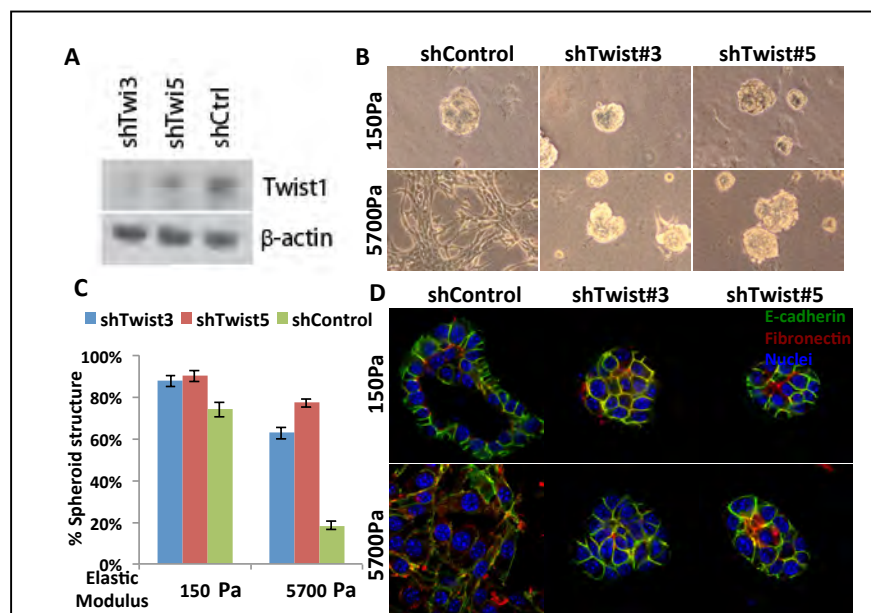 A
shTwi3
shTwi5
shCtrl
Twist1
β-actin
B
shControl
shTwist#3
shTwist#5
150Pa
5700Pa
C
shTwist3
shTwist5
shControl
100%
80%
60%
40%
20%
0%
% Spheroid structure
Elastic
Modulus
150 Pa
5700 Pa
D
shControl
shTwist#3
shTwist#5
E-cadherin
Fibronectin
Nuclei
150Pa
5700Pa